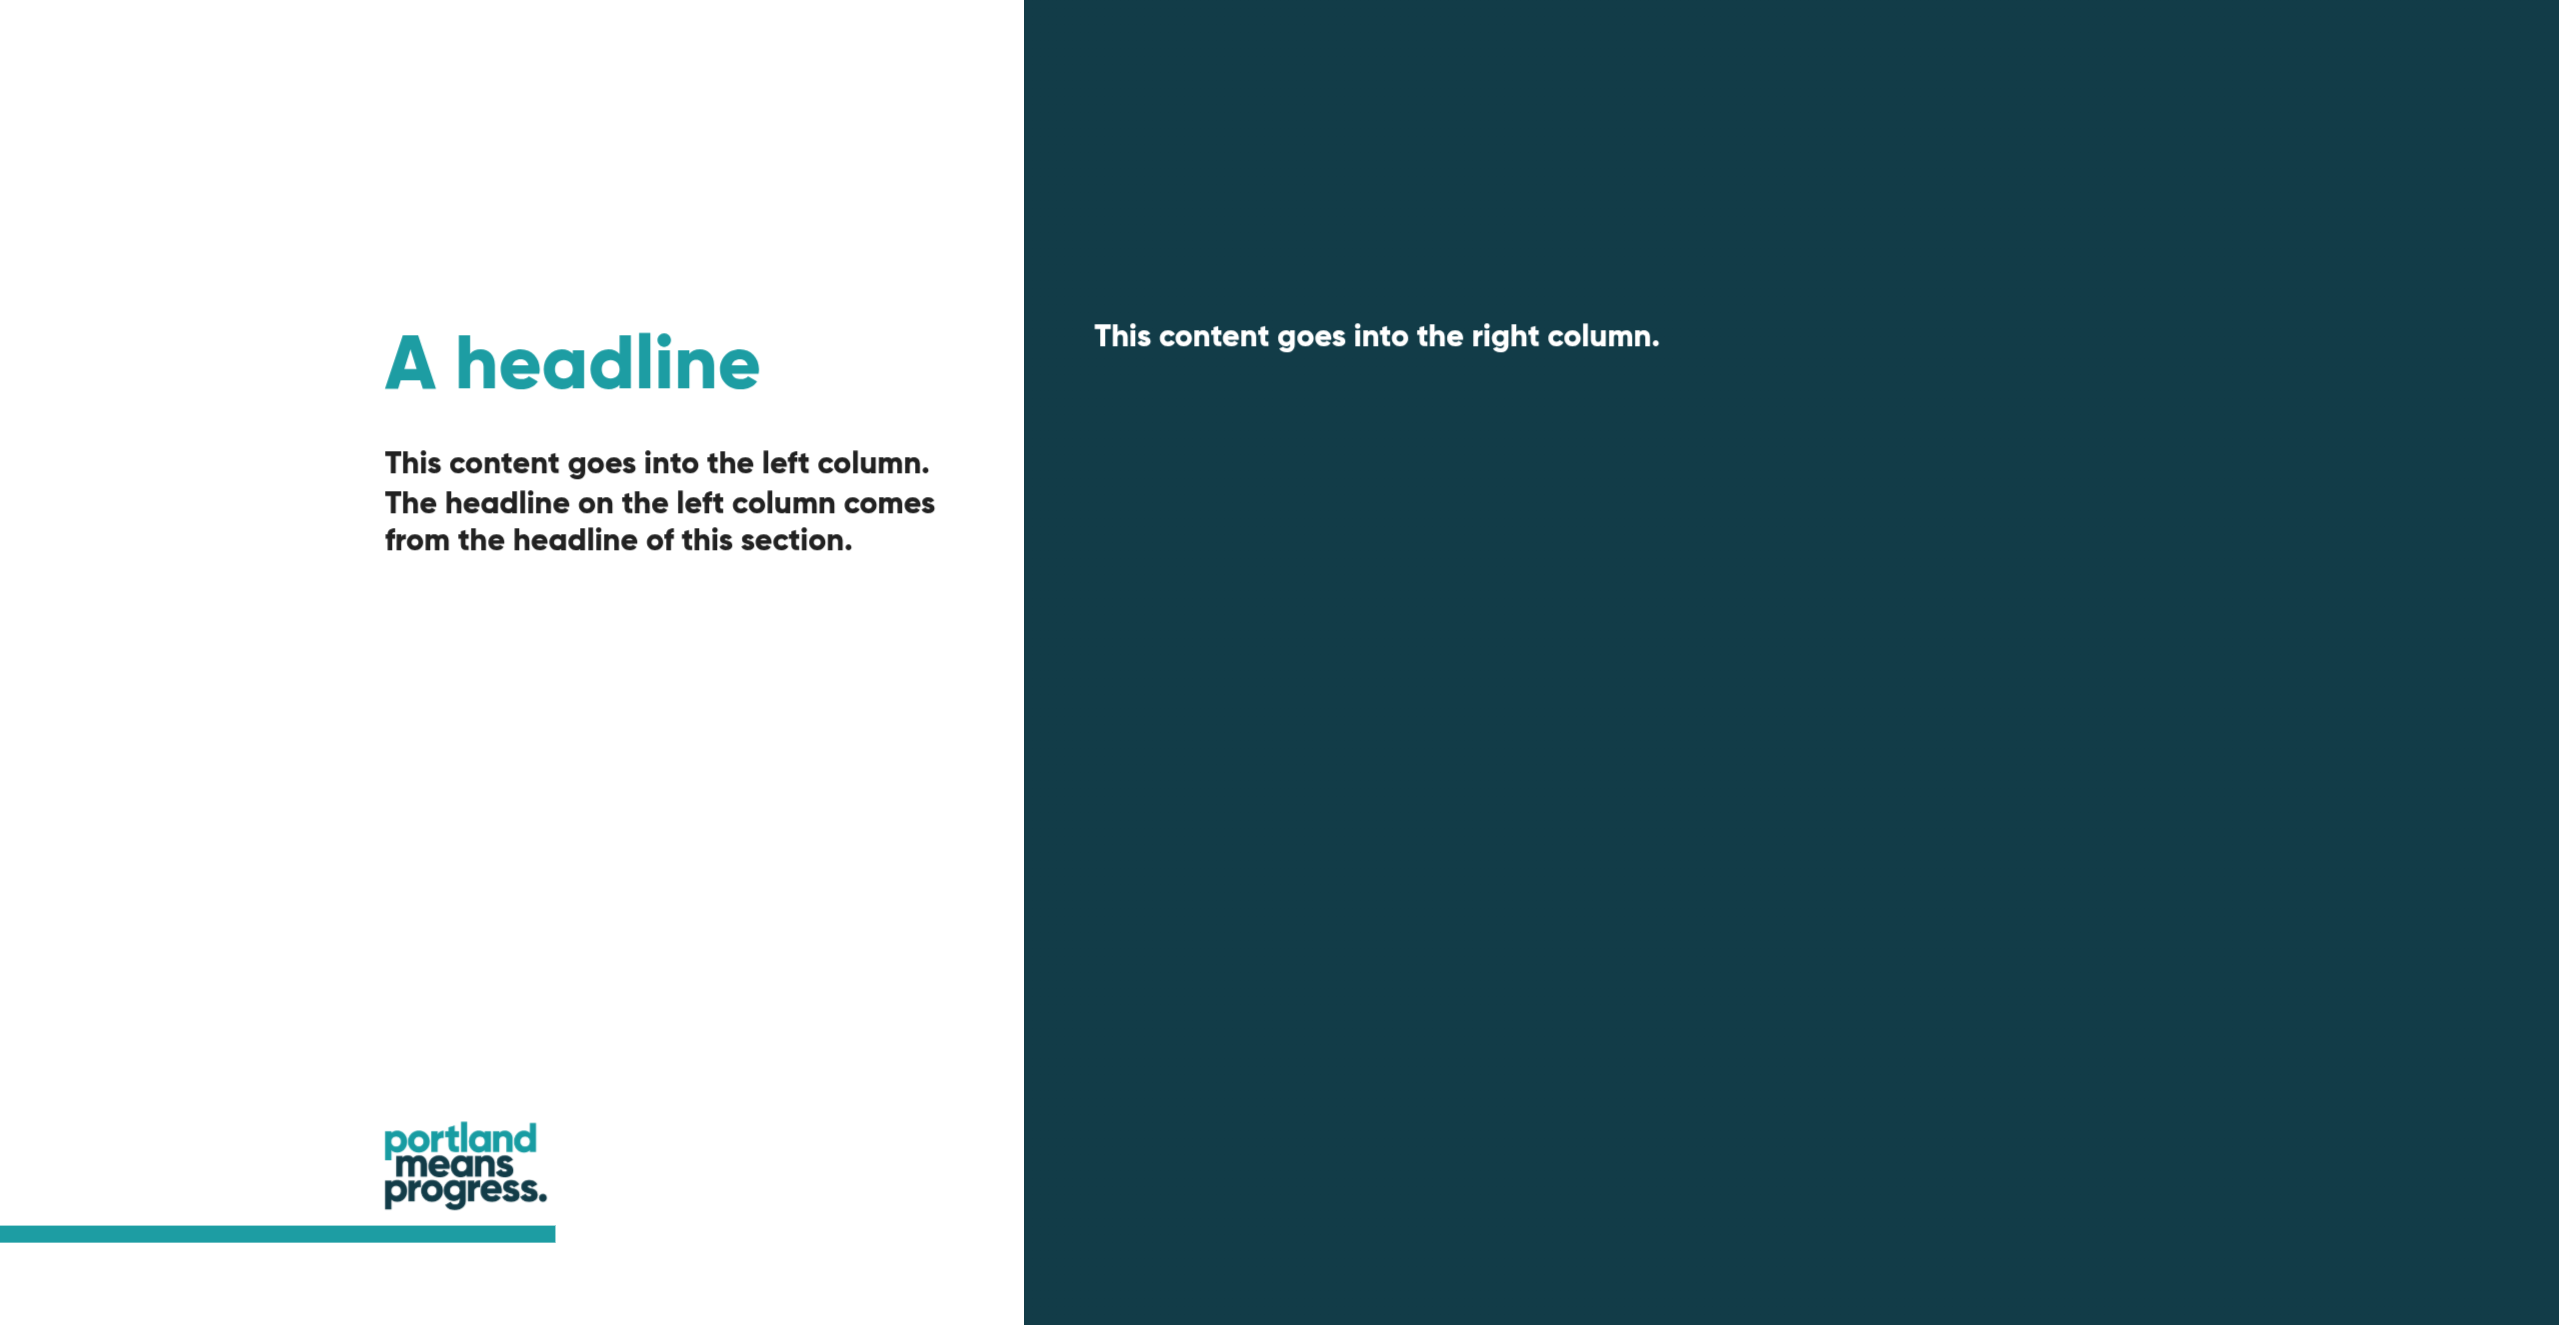 A headline
This content goes into the left column.
The headline on the left column comes
from the headline of this section.
portland
means
progress.
This content goes into the right column.